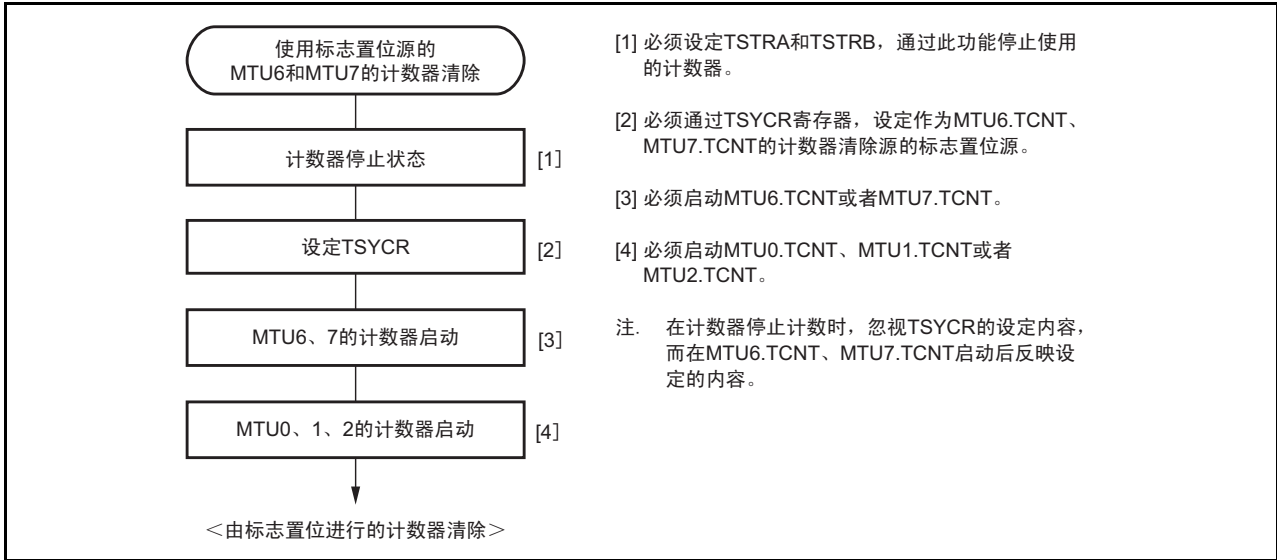 使用标志置位源的
MTU6和MTU7的计数器清除
计数器停止状态
[1]
设定TSYCR
[2]
MTU6、7的计数器启动
[3]
MTU0、1、2的计数器启动
[4]
＜由标志置位进行的计数器清除＞
[1] 必须设定TSTRA和TSTRB，通过此功能停止使用
的计数器。
[2] 必须通过TSYCR寄存器，设定作为MTU6.TCNT、
MTU7.TCNT的计数器清除源的标志置位源。
[3] 必须启动MTU6.TCNT或者MTU7.TCNT。
[4] 必须启动MTU0.TCNT、MTU1.TCNT或者
MTU2.TCNT。
注. 在计数器停止计数时，忽视TSYCR的设定内容，
而在MTU6.TCNT、MTU7.TCNT启动后反映设
定的内容。